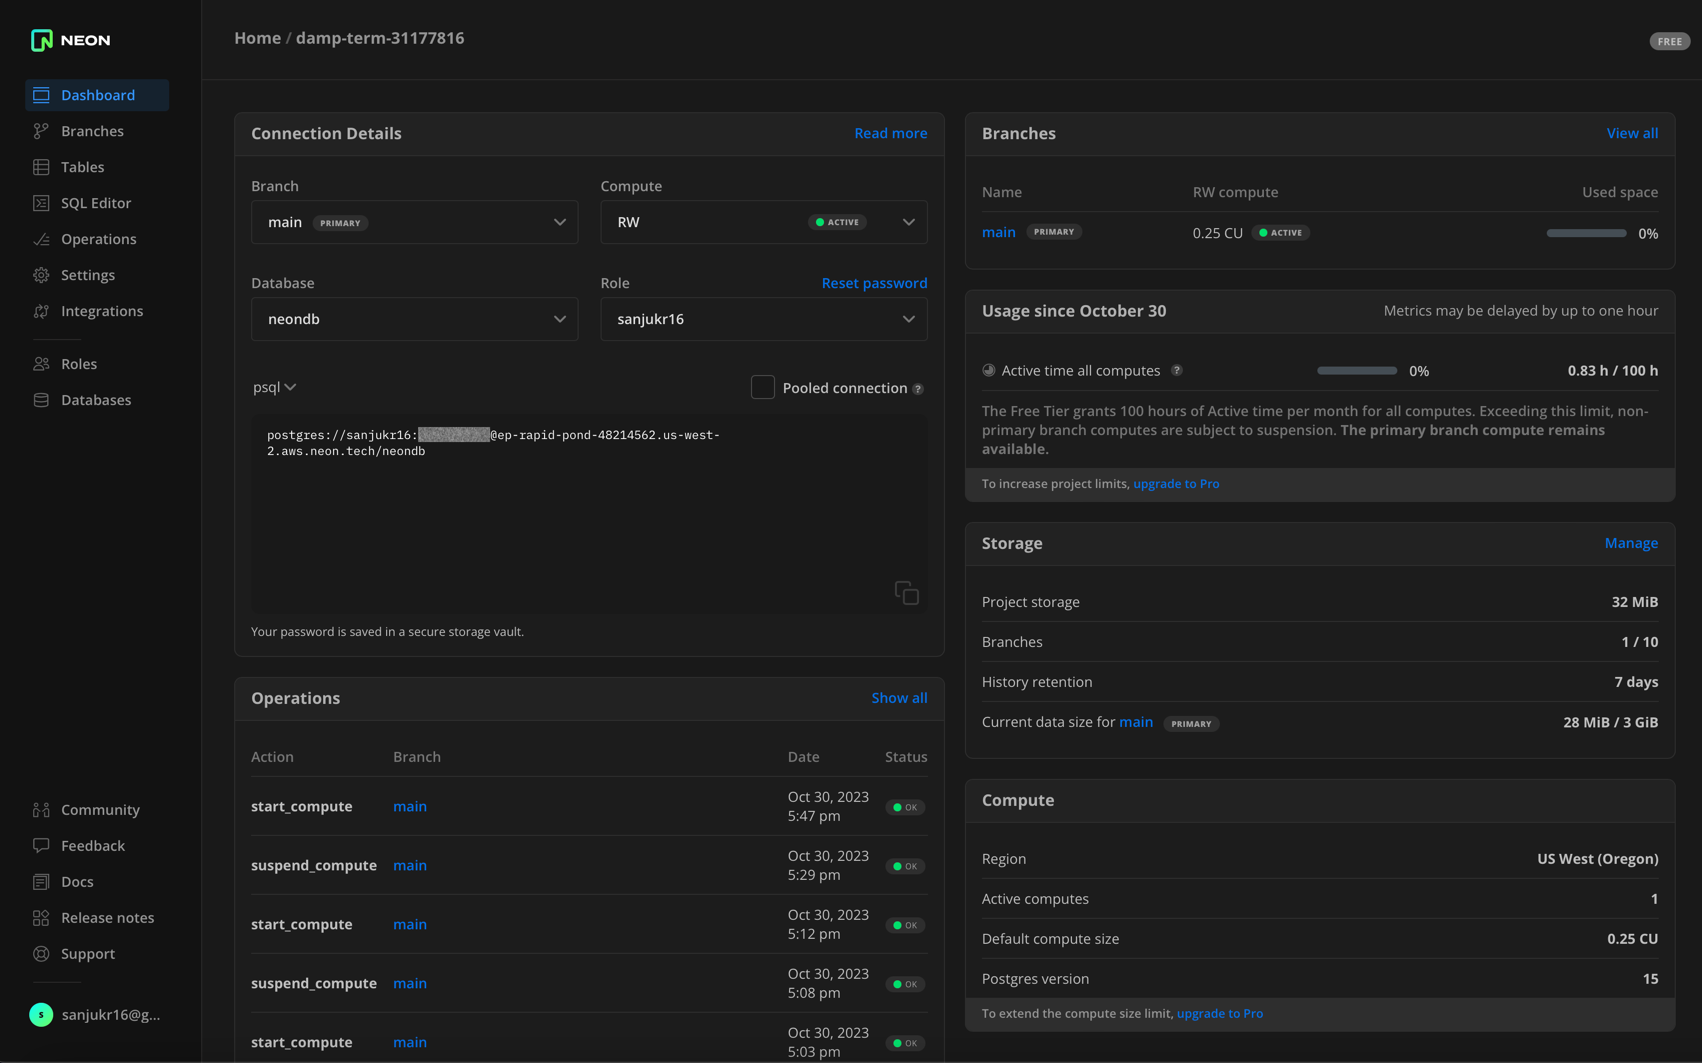 NEON
Dashboard
Branches
Tables
SQL Editor
Operations
Settings
Integrations
Roles
Databases
Community
Feedback
Docs
Release notes
Support
s sanjukr16@g...
Home / damp-term-31177816
FREE
Connection Details Read more
Branch Compute
main PRIMARY RW ACTIVE
Database Role Reset password
neondb sanjukr16
psql Pooled connection ?
postgres://sanjukr16: @ep-rapid-pond-48214562.us-west-
2.aws.neon.tech/neondb
Your password is saved in a secure storage vault.
Operations Show all
Action Branch Date Status
start_compute main Oct 30, 2023 5:47 pm OK
suspend_compute main Oct 30, 2023 5:29 pm OK
start_compute main Oct 30, 2023 5:12 pm OK
suspend_compute main Oct 30, 2023 5:08 pm OK
start_compute main Oct 30, 2023 5:03 pm OK
Branches View all
Name RW compute Used space
main PRIMARY 0.25 CU ACTIVE 0%
Usage since October 30 Metrics may be delayed by up to one hour
Active time all computes ? 0% 0.83 h / 100 h
The Free Tier grants 100 hours of Active time per month for all computes. Exceeding this limit, non-
primary branch computes are subject to suspension. The primary branch compute remains
available.
To increase project limits, upgrade to Pro
Storage Manage
Project storage 32 MiB
Branches 1 / 10
History retention 7 days
Current data size for main PRIMARY 28 MiB / 3 GiB
Compute
Region US West (Oregon)
Active computes 1
Default compute size 0.25 CU
Postgres version 15
To extend the compute size limit, upgrade to Pro